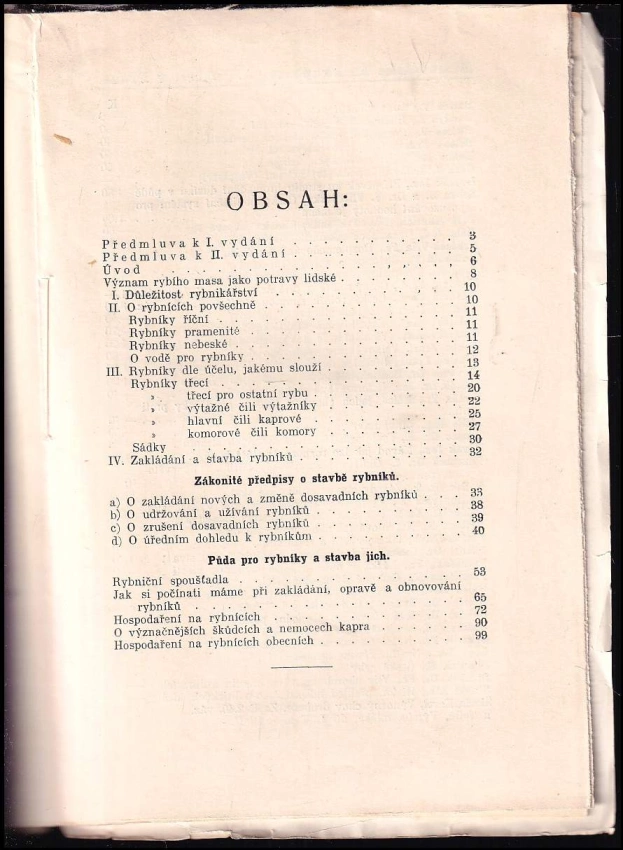 OBSAH:
Předmluva k I. vydání . . . . . . . . . . 3
Předmluva k II. vydání . . . . . . . . . . 5
Úvod . . . . . . . . . . . . . . . 6
Význam rybího masa jako potravy lidské . . . . . . . 8
I. Důležitost rybnikářství . . . . . . . . . . . 10
II. O rybnících povšechně . . . . . . . . . . . 10
Rybníky říční . . . . . . . . . . . . . 11
Rybníky pramenité . . . . . . . . . . . . 11
Rybníky nebeské . . . . . . . . . . . . 11
O vodě pro rybníky . . . . . . . . . . . 12
III. Rybníky dle účelu, jakému slouží . . . . . . . . 13
Rybníky třecí . . . . . . . . . . . . . 14
„ třecí pro ostatní rybu . . . . . . . . 20
„ výtažné čili výtažníky . . . . . . . . 22
„ hlavní čili kaprové . . . . . . . . 25
„ komorové čili komory . . . . . . . . 27
Sádky . . . . . . . . . . . . . . 30
IV. Zakládání a stavba rybníků . . . . . . . . . . 32
Zákonité předpisy o stavbě rybníků.
a) O zakládání nových a změně dosavadních rybníků . . . 33
b) O udržování a užívání rybníků . . . . . . . . . 38
c) O zrušení dosavadních rybníků . . . . . . . . . 39
d) O úředním dohledu k rybníkům . . . . . . . . . 40
Půda pro rybníky a stavba jich.
Rybniční spoušťadla . . . . . . . . . . . . . 53
Jak si počínati máme při zakládání, opravě a obnovování
rybníků . . . . . . . . . . . . . . . 65
Hospodaření na rybnících . . . . . . . . . . . 72
O význačnějších škůdcích a nemocech kapra . . . . . . 90
Hospodaření na rybnících obecních . . . . . . . . . 99